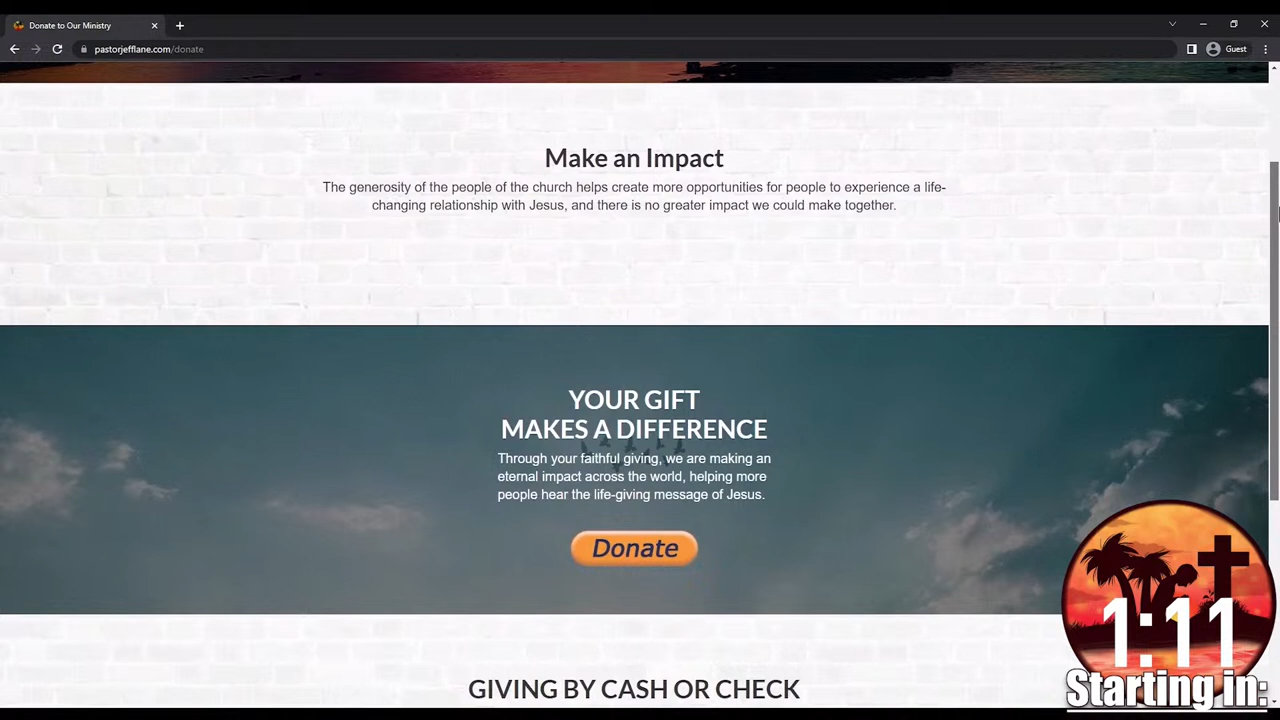 Donate to Our Ministry
pastorjefflane.com/donate
Guest
Make an Impact
The generosity of the people of the church helps create more opportunities for people to experience a life-
changing relationship with Jesus, and there is no greater impact we could make together.
YOUR GIFT
MAKES A DIFFERENCE
Through your faithful giving, we are making an
eternal impact across the world, helping more
people hear the life-giving message of Jesus.
Donate
1:11
Starting in:
GIVING BY CASH OR CHECK